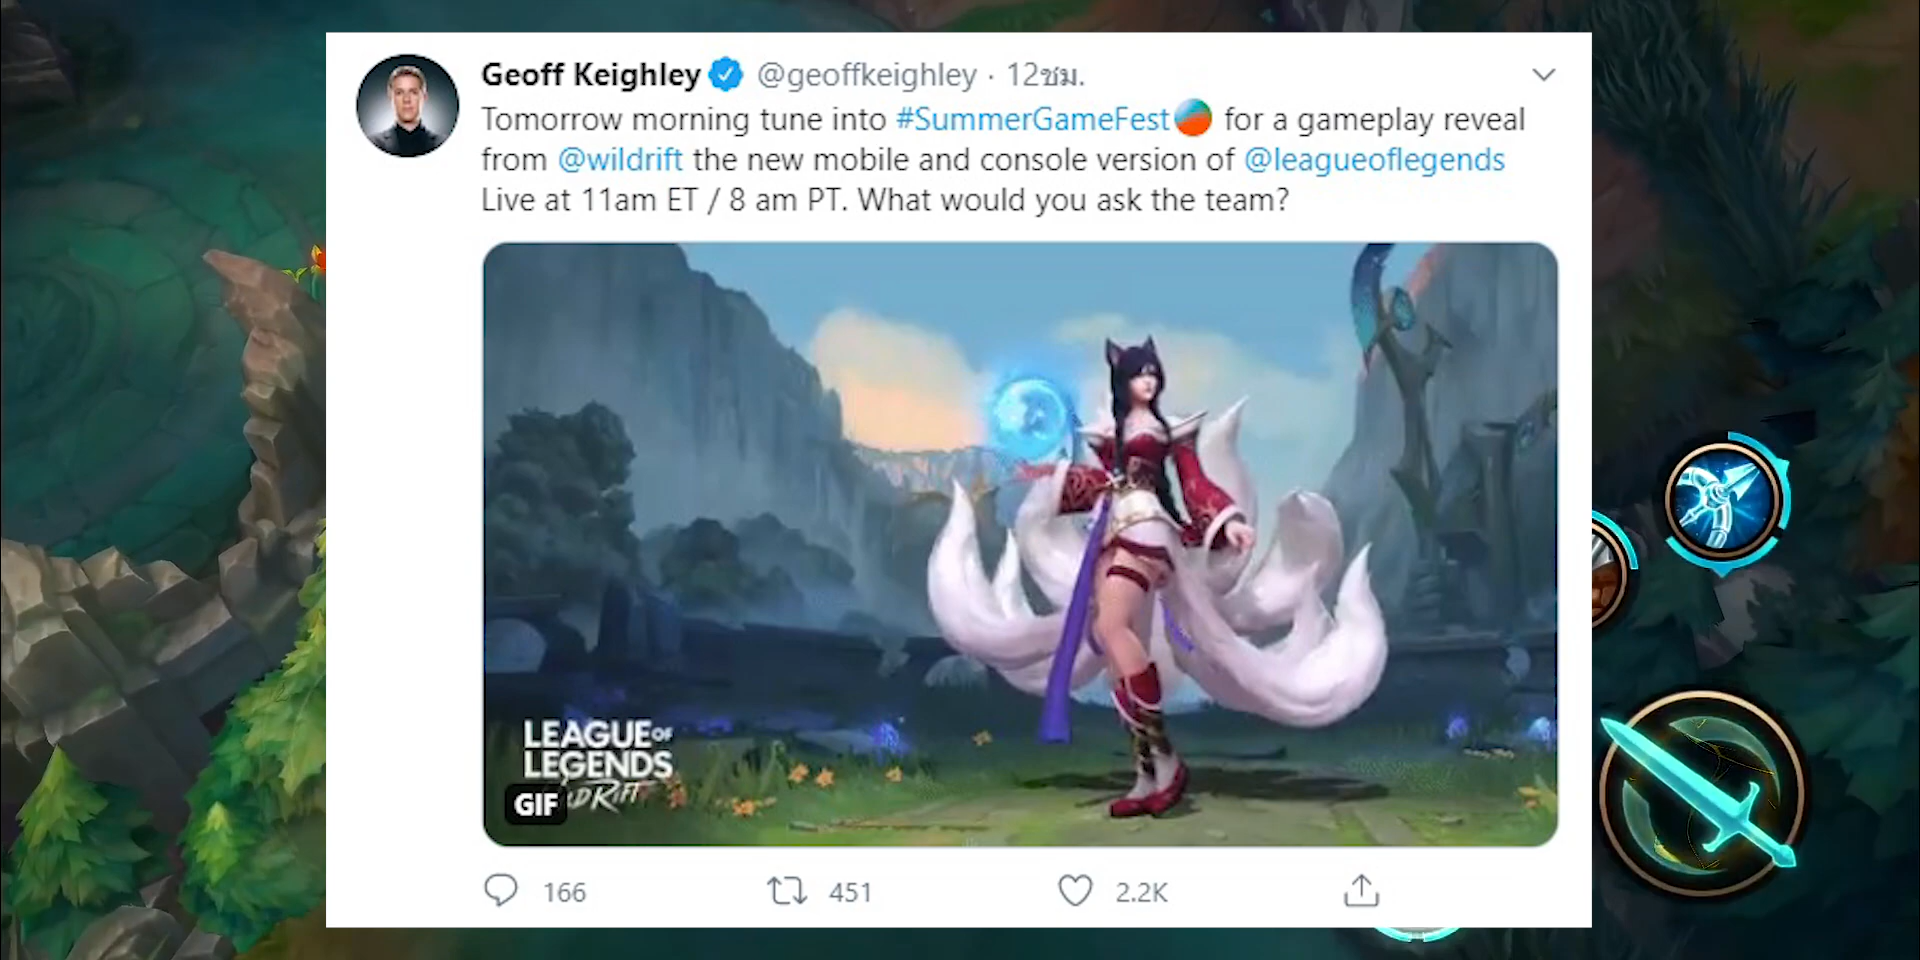 Geoff Keighley @geoffkeighley · 12ชม.
Tomorrow morning tune into #SummerGameFest for a gameplay reveal
from @wildrift the new mobile and console version of @leagueoflegends
Live at 11am ET / 8 am PT. What would you ask the team?
LEAGUE OF
LEGENDS
GIF
166 451 2.2K